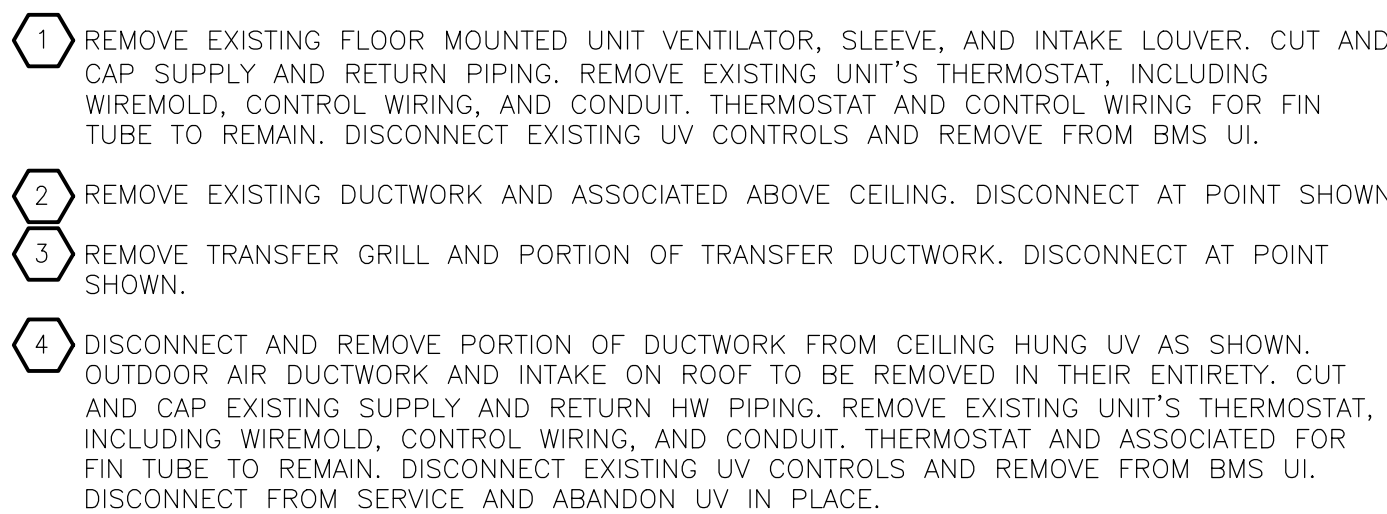 1 REMOVE EXISTING FLOOR MOUNTED UNIT VENTILATOR, SLEEVE, AND INTAKE LOUVER. CUT AND
CAP SUPPLY AND RETURN PIPING. REMOVE EXISTING UNIT'S THERMOSTAT, INCLUDING
WIREMOLD, CONTROL WIRING, AND CONDUIT. THERMOSTAT AND CONTROL WIRING FOR FIN
TUBE TO REMAIN. DISCONNECT EXISTING UV CONTROLS AND REMOVE FROM BMS UI.
2 REMOVE EXISTING DUCTWORK AND ASSOCIATED ABOVE CEILING. DISCONNECT AT POINT SHOWN
3 REMOVE TRANSFER GRILL AND PORTION OF TRANSFER DUCTWORK. DISCONNECT AT POINT
SHOWN.
4 DISCONNECT AND REMOVE PORTION OF DUCTWORK FROM CEILING HUNG UV AS SHOWN.
OUTDOOR AIR DUCTWORK AND INTAKE ON ROOF TO BE REMOVED IN THEIR ENTIRETY. CUT
AND CAP EXISTING SUPPLY AND RETURN HW PIPING. REMOVE EXISTING UNIT'S THERMOSTAT,
INCLUDING WIREMOLD, CONTROL WIRING, AND CONDUIT. THERMOSTAT AND ASSOCIATED FOR
FIN TUBE TO REMAIN. DISCONNECT EXISTING UV CONTROLS AND REMOVE FROM BMS UI.
DISCONNECT FROM SERVICE AND ABANDON UV IN PLACE.